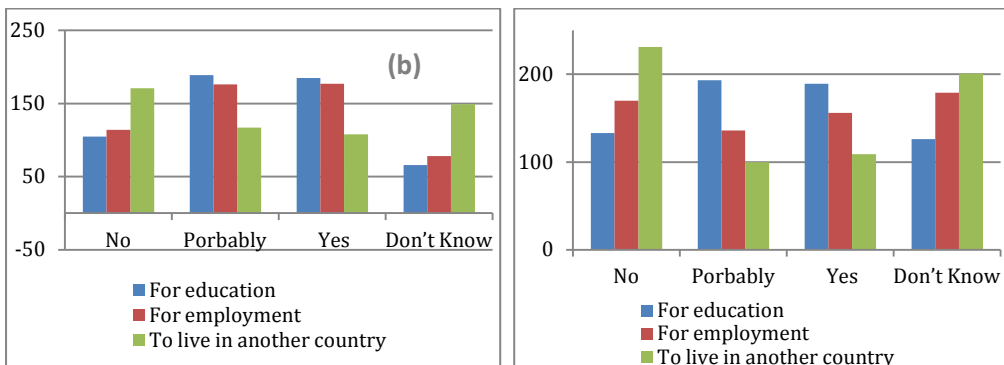 250
150
50
-50
(b)
No Porbably Yes Don't Know
For education
For employment
To live in another country
200
100
0
No Porbably Yes Don't Know
For education
For employment
To live in another country